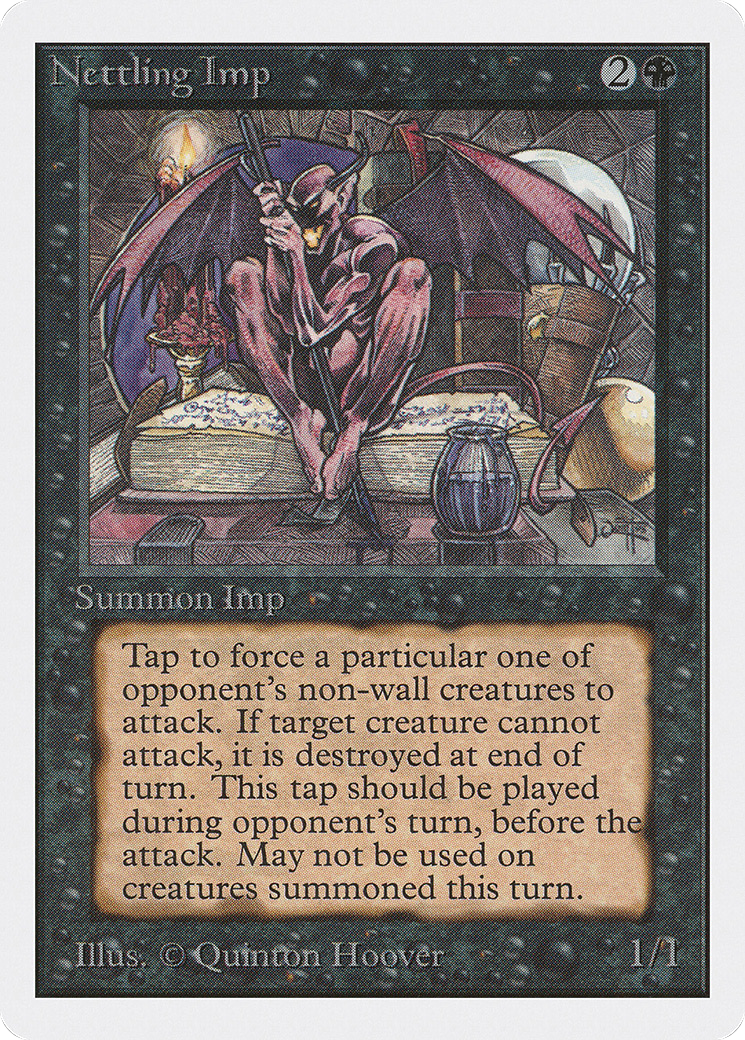 Nettling Imp
2
Summon Imp
Tap to force a particular one of
opponent's non-wall creatures to
attack. If target creature cannot
attack, it is destroyed at end of
turn. This tap should be played
during opponent's turn, before the
attack. May not be used on
creatures summoned this turn.
Illus. © Quinton Hoover
1/1